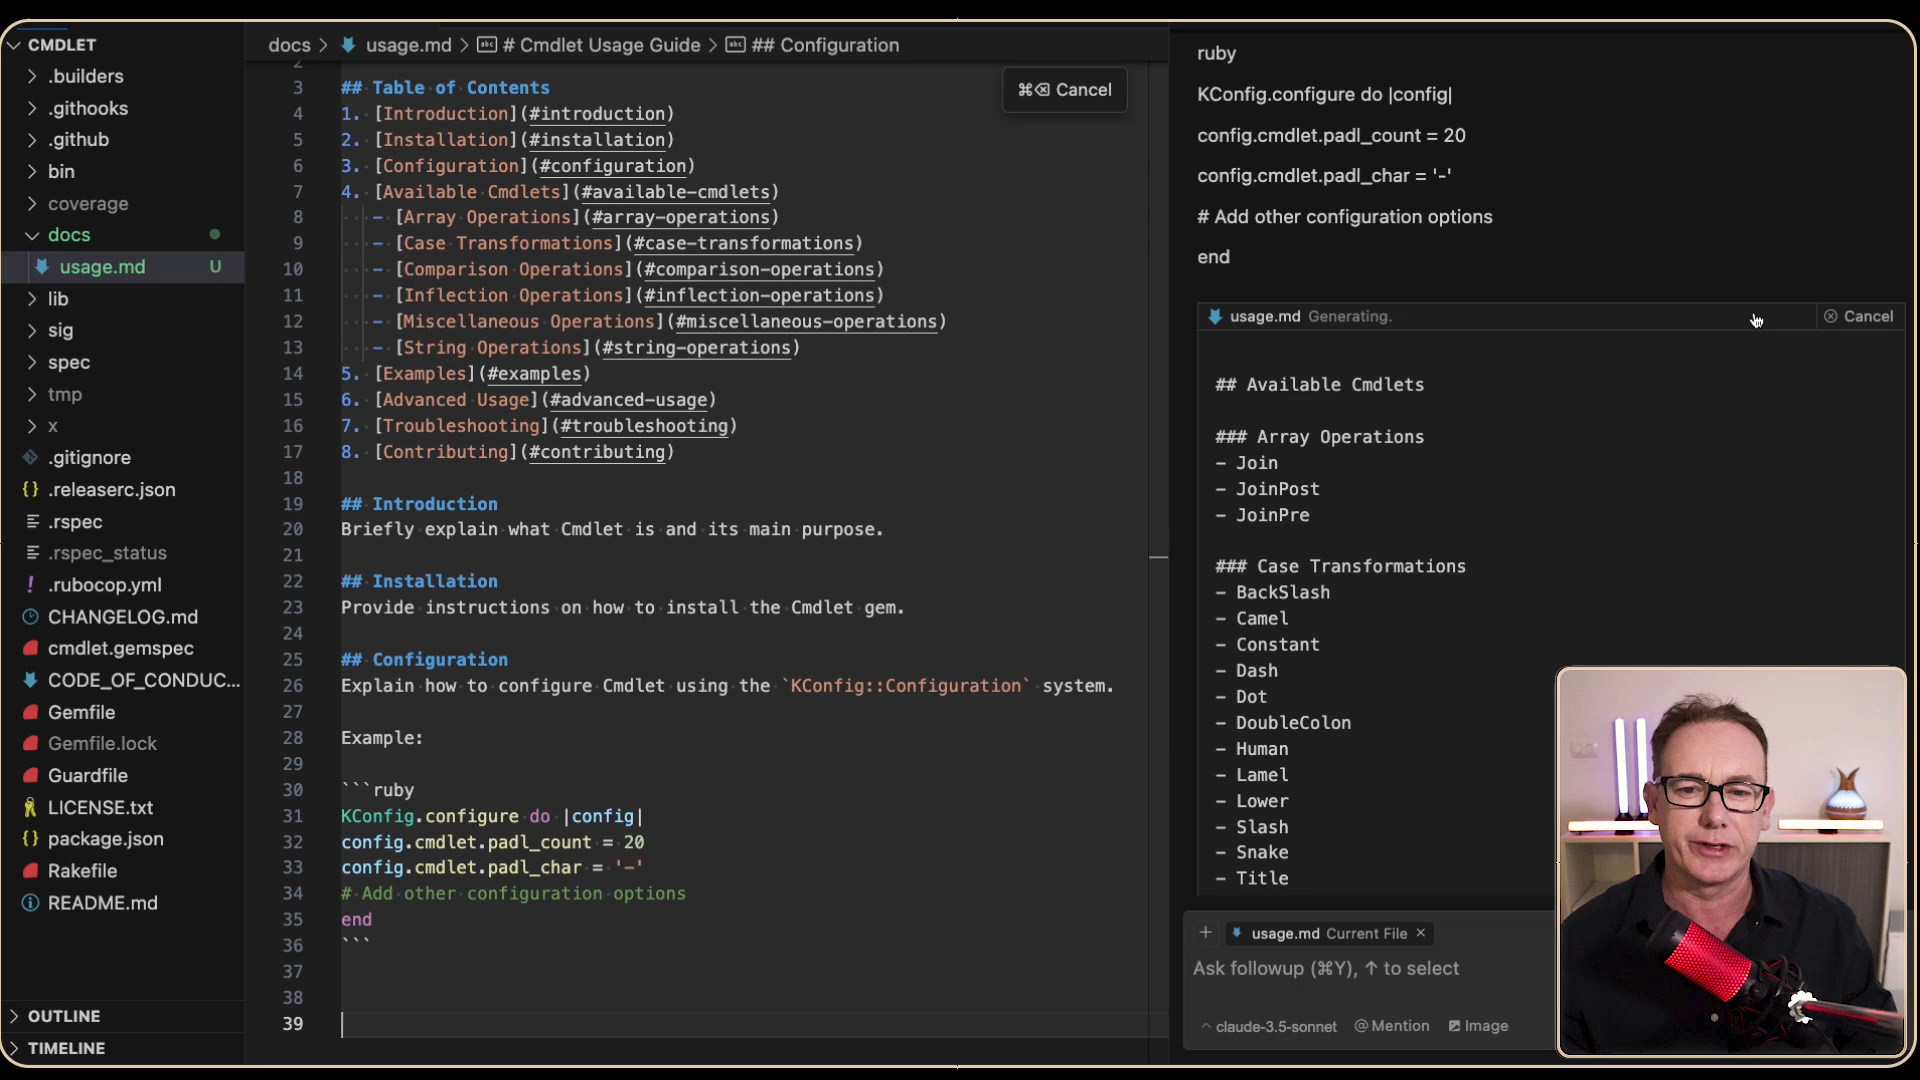 CMDLET
.builders
.githooks
.github
bin
coverage
docs
usage.md U
lib
sig
spec
tmp
x
.gitignore
{} .releaserc.json
.rspec
.rspec_status
! .rubocop.yml
CHANGELOG.md
cmdlet.gemspec
CODE_OF_CONDUC...
Gemfile
Gemfile.lock
Guardfile
LICENSE.txt
{} package.json
Rakefile
README.md
OUTLINE
TIMELINE
docs > usage.md > # Cmdlet Usage Guide > ## Configuration
⌘⌫ Cancel
2
3 ## Table of Contents
4 1. [Introduction](#introduction)
5 2. [Installation](#installation)
6 3. [Configuration](#configuration)
7 4. [Available Cmdlets](#available-cmdlets)
8 - [Array Operations](#array-operations)
9 - [Case Transformations](#case-transformations)
10 - [Comparison Operations](#comparison-operations)
11 - [Inflection Operations](#inflection-operations)
12 - [Miscellaneous Operations](#miscellaneous-operations)
13 - [String Operations](#string-operations)
14 5. [Examples](#examples)
15 6. [Advanced Usage](#advanced-usage)
16 7. [Troubleshooting](#troubleshooting)
17 8. [Contributing](#contributing)
18
19 ## Introduction
20 Briefly explain what Cmdlet is and its main purpose.
21
22 ## Installation
23 Provide instructions on how to install the Cmdlet gem.
24
25 ## Configuration
26 Explain how to configure Cmdlet using the `KConfig::Configuration` system.
27
28 Example:
29
30 ```ruby
31 KConfig.configure do |config|
32 config.cmdlet.padl_count = 20
33 config.cmdlet.padl_char = '-'
34 # Add other configuration options
35 end
36 ```
37
38
39
ruby
KConfig.configure do |config|
config.cmdlet.padl_count = 20
config.cmdlet.padl_char = '-'
# Add other configuration options
end
usage.md Generating. Cancel
## Available Cmdlets
### Array Operations
- Join
- JoinPost
- JoinPre
### Case Transformations
- BackSlash
- Camel
- Constant
- Dash
- Dot
- DoubleColon
- Human
- Lamel
- Lower
- Slash
- Snake
- Title
+ usage.md Current File ×
Ask followup (⌘Y), ↑ to select
^ claude-3.5-sonnet @ Mention Image